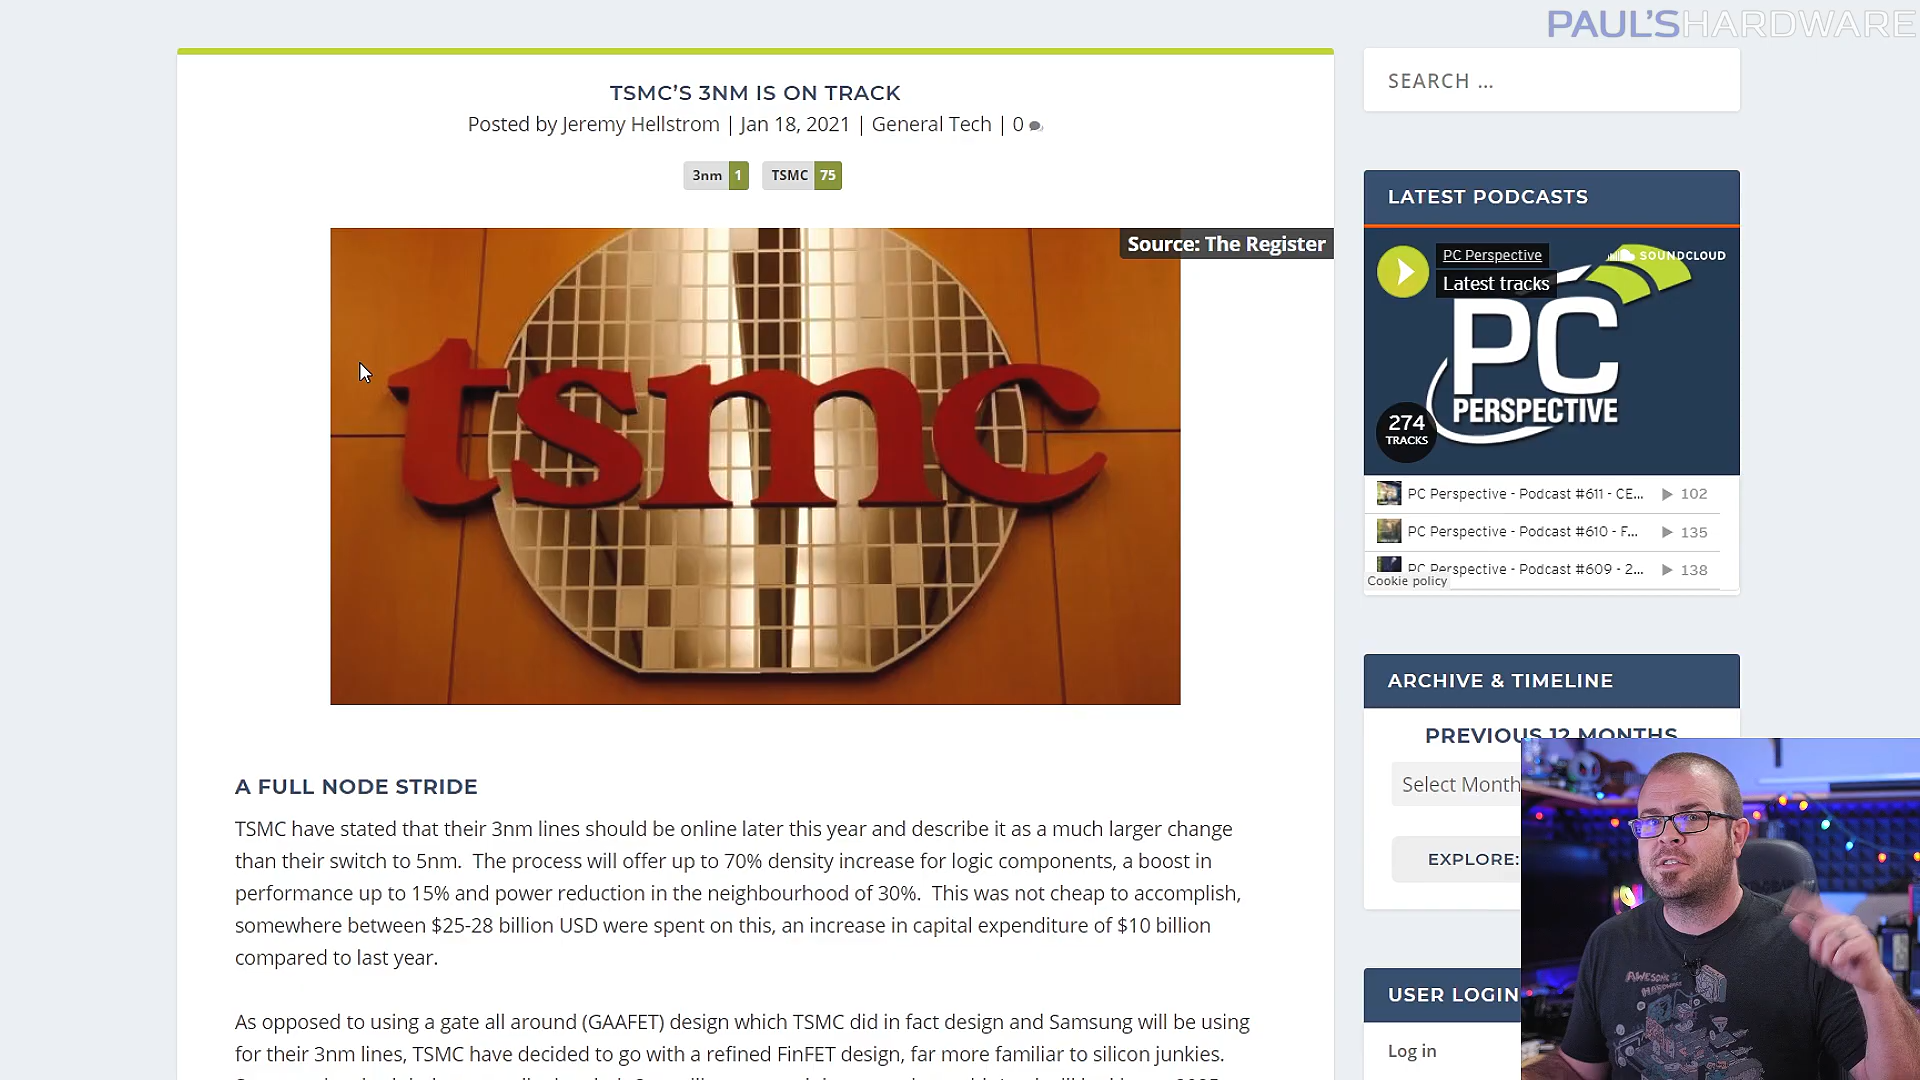 PAUL'SHARDWARE
TSMC’S 3NM IS ON TRACK
Posted by Jeremy Hellstrom | Jan 18, 2021 | General Tech | 0
3nm 1 TSMC 75
Source: The Register
tsmc
A FULL NODE STRIDE
TSMC have stated that their 3nm lines should be online later this year and describe it as a much larger change
than their switch to 5nm.  The process will offer up to 70% density increase for logic components, a boost in
performance up to 15% and power reduction in the neighbourhood of 30%.  This was not cheap to accomplish,
somewhere between $25-28 billion USD were spent on this, an increase in capital expenditure of $10 billion
compared to last year.
As opposed to using a gate all around (GAAFET) design which TSMC did in fact design and Samsung will be using
for their 3nm lines, TSMC have decided to go with a refined FinFET design, far more familiar to silicon junkies.
SEARCH ...
LATEST PODCASTS
PC Perspective
SOUNDCLOUD
Latest tracks
PC
PERSPECTIVE
274
TRACKS
PC Perspective - Podcast #611 - CE... 102
PC Perspective - Podcast #610 - F... 135
PC Perspective - Podcast #609 - 2... 138
Cookie policy
ARCHIVE & TIMELINE
PREVIOUS 12 MONTHS
Select Month
EXPLORE:
USER LOGIN
Log in
AWESOME
HARDWARE